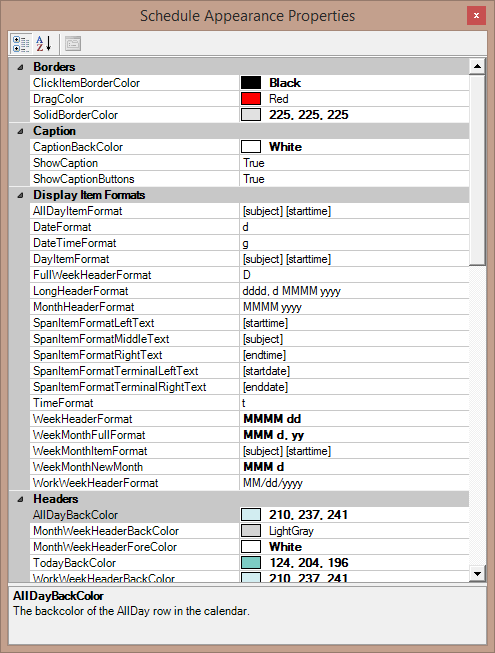 Schedule Appearance Properties
Borders
ClickItemBorderColor Black
DragColor Red
SolidBorderColor 225, 225, 225
Caption
CaptionBackColor White
ShowCaption True
ShowCaptionButtons True
Display Item Formats
AllDayItemFormat [subject] [starttime]
DateFormat d
DateTimeFormat g
DayItemFormat [subject] [starttime]
FullWeekHeaderFormat D
LongHeaderFormat dddd, d MMMM yyyy
MonthHeaderFormat MMMM yyyy
SpanItemFormatLeftText [starttime]
SpanItemFormatMiddleText [subject]
SpanItemFormatRightText [endtime]
SpanItemFormatTerminalLeftText [startdate]
SpanItemFormatTerminalRightText [enddate]
TimeFormat t
WeekHeaderFormat MMMM dd
WeekMonthFullFormat MMM d, yy
WeekMonthItemFormat [subject] [starttime]
WeekMonthNewMonth MMM d
WorkWeekHeaderFormat MM/dd/yyyy
Headers
AllDayBackColor 210, 237, 241
MonthWeekHeaderBackColor LightGray
MonthWeekHeaderForeColor White
TodayBackColor 124, 204, 196
WorkWeekHeaderBackColor 210, 237, 241
AllDayBackColor
The backcolor of the AllDay row in the calendar.